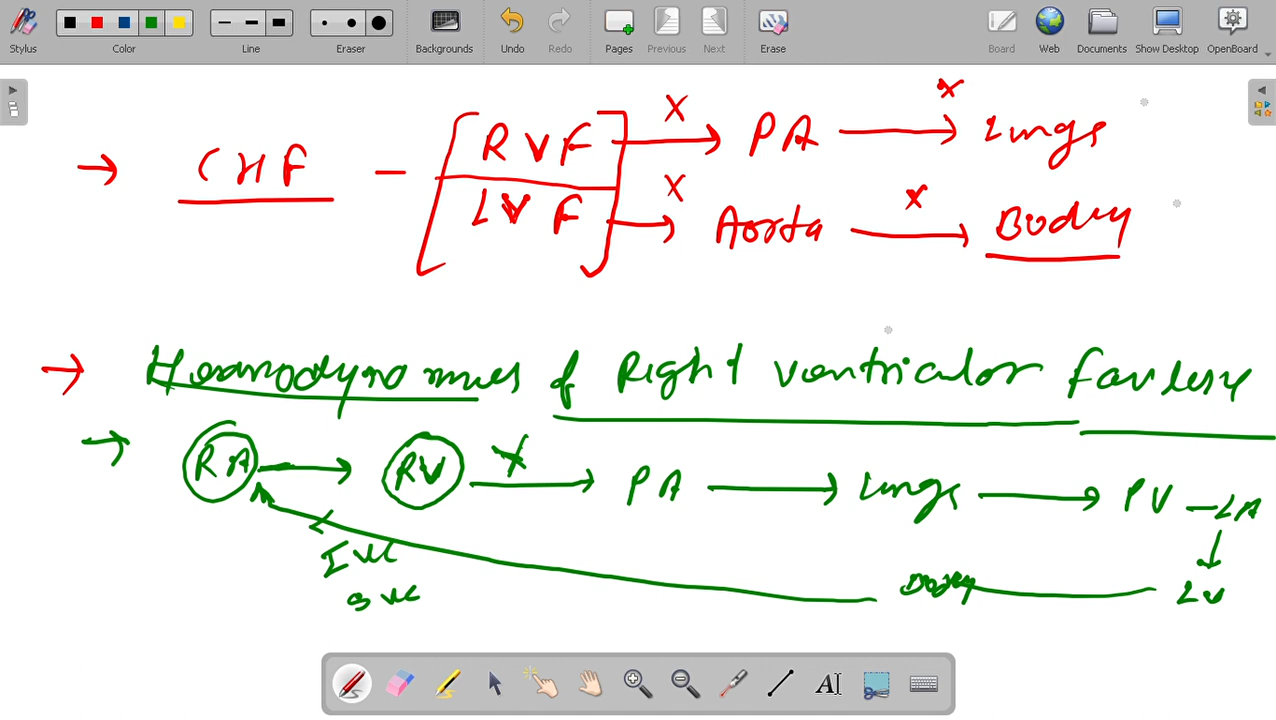 Stylus Color Line Eraser Backgrounds Undo Redo Pages Previous Next Erase Board Web Documents Show Desktop OpenBoard
→ CHF - [RVF X → PA X → Lungs
LVF] X → Aorta X → Body
→ Heamodynomics of Right ventricular failure
→ RA → RV X → PA → Lungs → PV - LA
IVC
SVC Body LV
AI